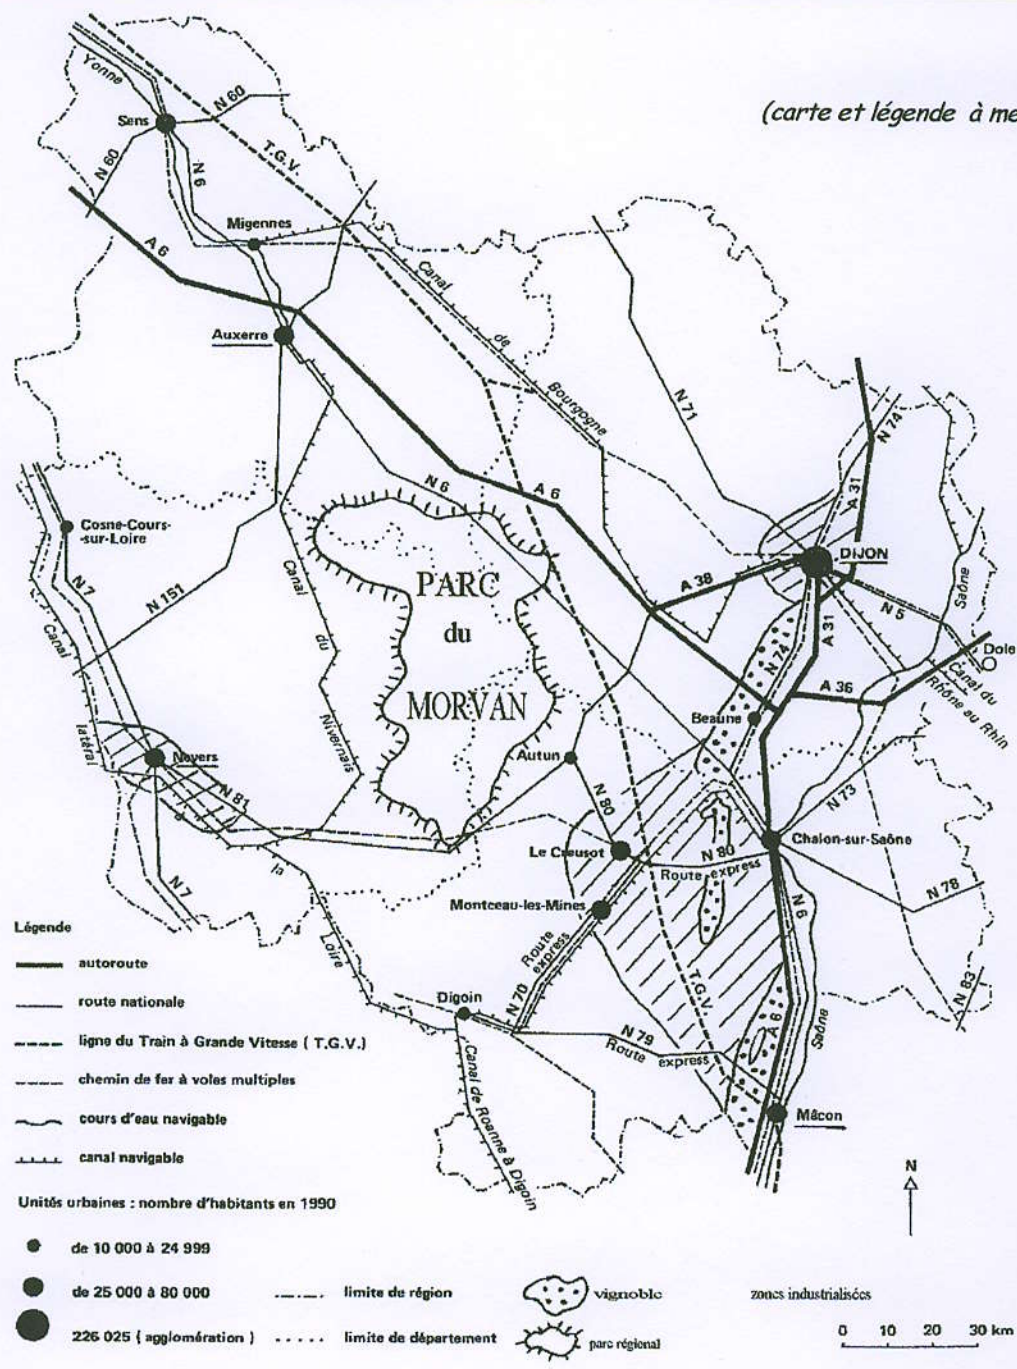 (carte et légende à me
Yonne
Sens
N 60
N 60
N 6
T.G.V.
Migennes
A 6
Auxerre
Canal
de
Bourgogne
N 71
N 74
A 31
N 6
A 6
Cosne-Cours-
sur-Loire
N 7
N 151
Canal
latéral
à
la
Loire
Canal
du
Nivernais
PARC
du
MORVAN
DIJON
A 38
A 31
N 5
Saône
Dole
Canal du
Rhône au Rhin
N 74
A 36
Beaune
Nevers
N 81
N 7
Autun
N 80
N 73
Le Creusot
N 80
Route express
Chalon-sur-Saône
N 78
Montceau-les-Mines
Route
express
N 70
N 6
T.G.V.
N 83
Digoin
N 79
Route express
A 6
Saône
Mâcon
Canal de Roanne à Digoin
N
Légende
autoroute
route nationale
ligne du Train à Grande Vitesse ( T.G.V.)
chemin de fer à voies multiples
cours d'eau navigable
canal navigable
Unités urbaines : nombre d'habitants en 1990
de 10 000 à 24 999
de 25 000 à 80 000
226 025 ( agglomération )
limite de région
limite de département
vignoble
parc régional
zones industrialisées
0 10 20 30 km